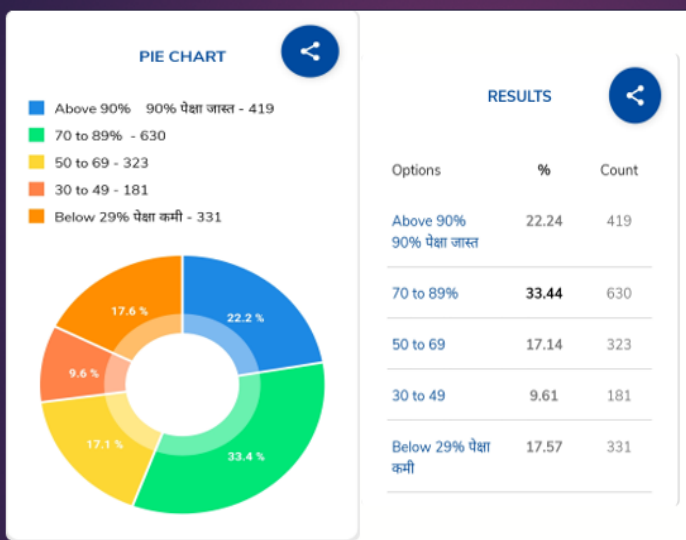 PIE CHART
Above 90% 90% पेक्षा जास्त - 419
70 to 89% - 630
50 to 69 - 323
30 to 49 - 181
Below 29% पेक्षा कमी - 331
17.6 %
22.2 %
9.6 %
17.1 %
33.4 %
RESULTS
Options % Count
Above 90%
90% पेक्षा जास्त 22.24 419
70 to 89% 33.44 630
50 to 69 17.14 323
30 to 49 9.61 181
Below 29% पेक्षा
कमी 17.57 331